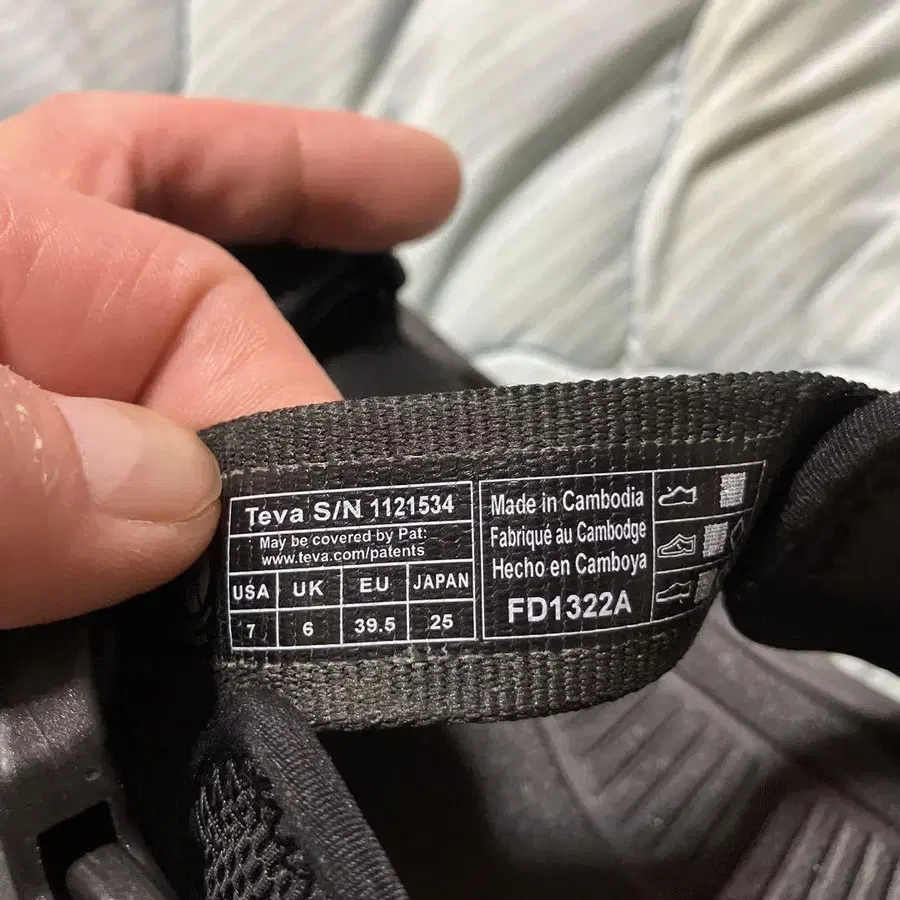 Teva S/N 1121534
May be covered by Pat:
www.teva.com/patents
USA UK EU JAPAN
7 6 39.5 25
Made in Cambodia
Fabriqué au Cambodge
Hecho en Camboya
FD1322A